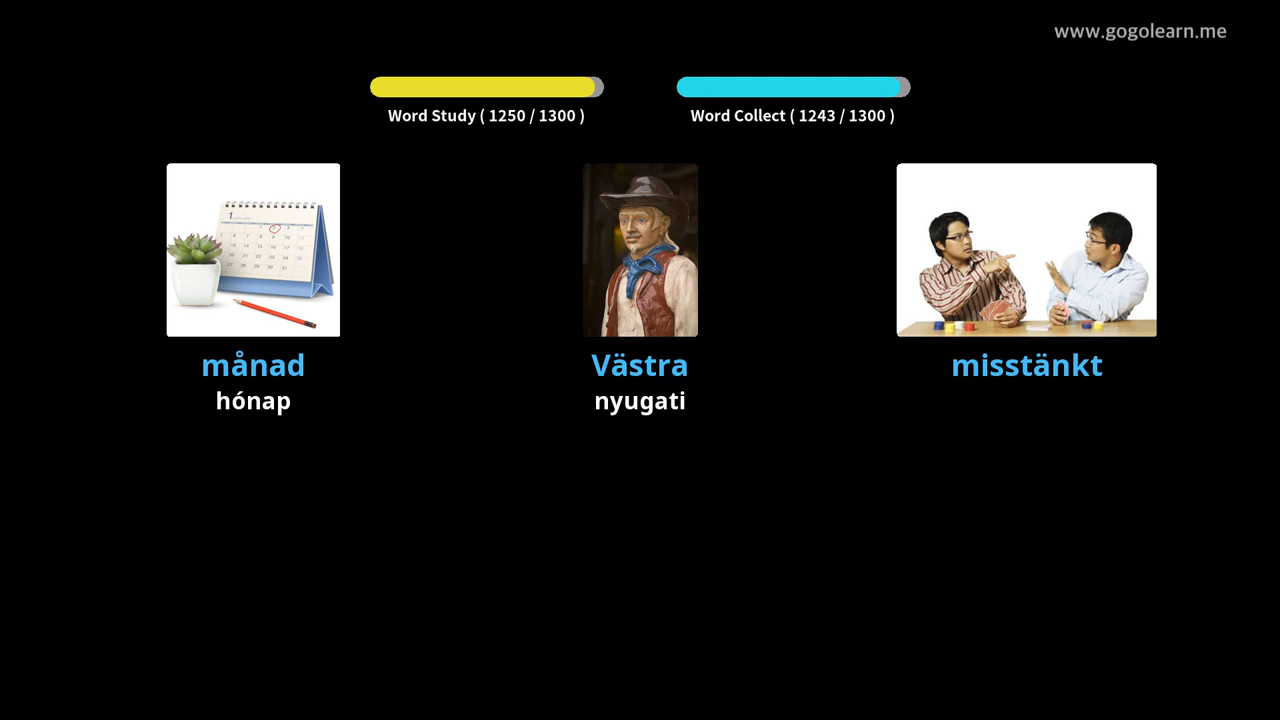 www.gogolearn.me
Word Study ( 1250 / 1300 )
Word Collect ( 1243 / 1300 )
månad
Västra
misstänkt
hónap
nyugati